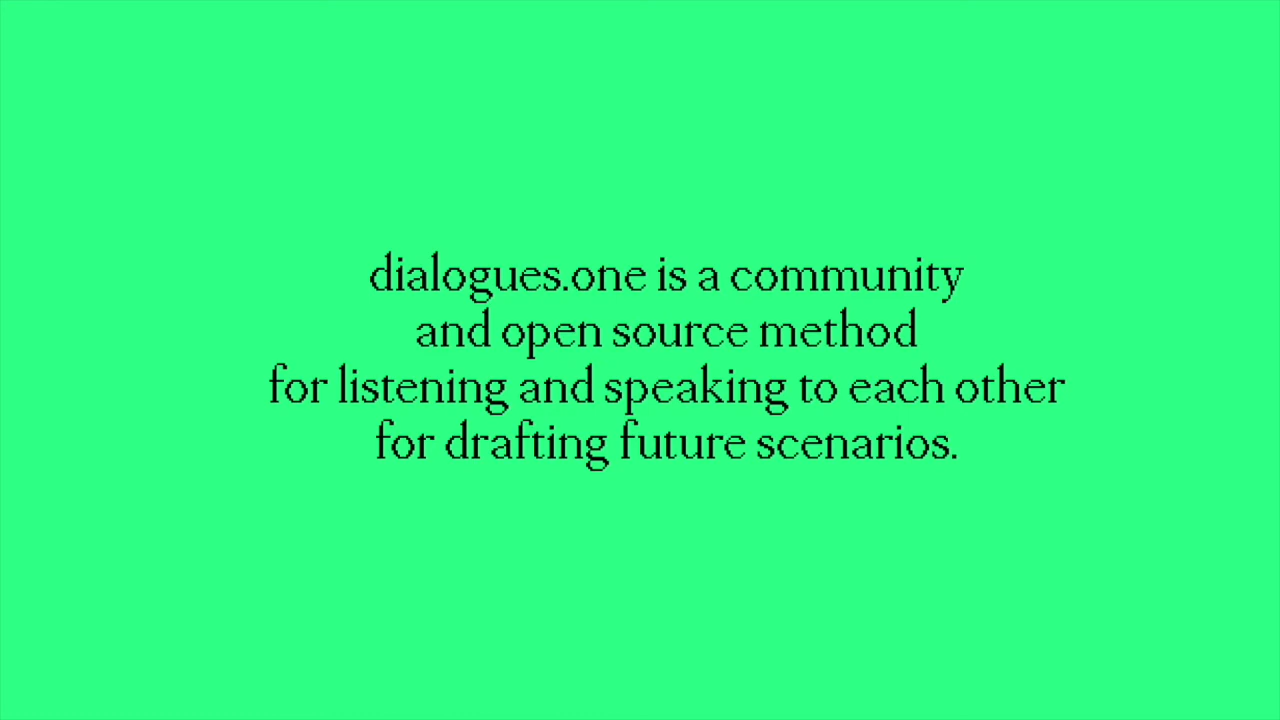 dialogues.one is a community
and open source method
for listening and speaking to each other
for drafting future scenarios.